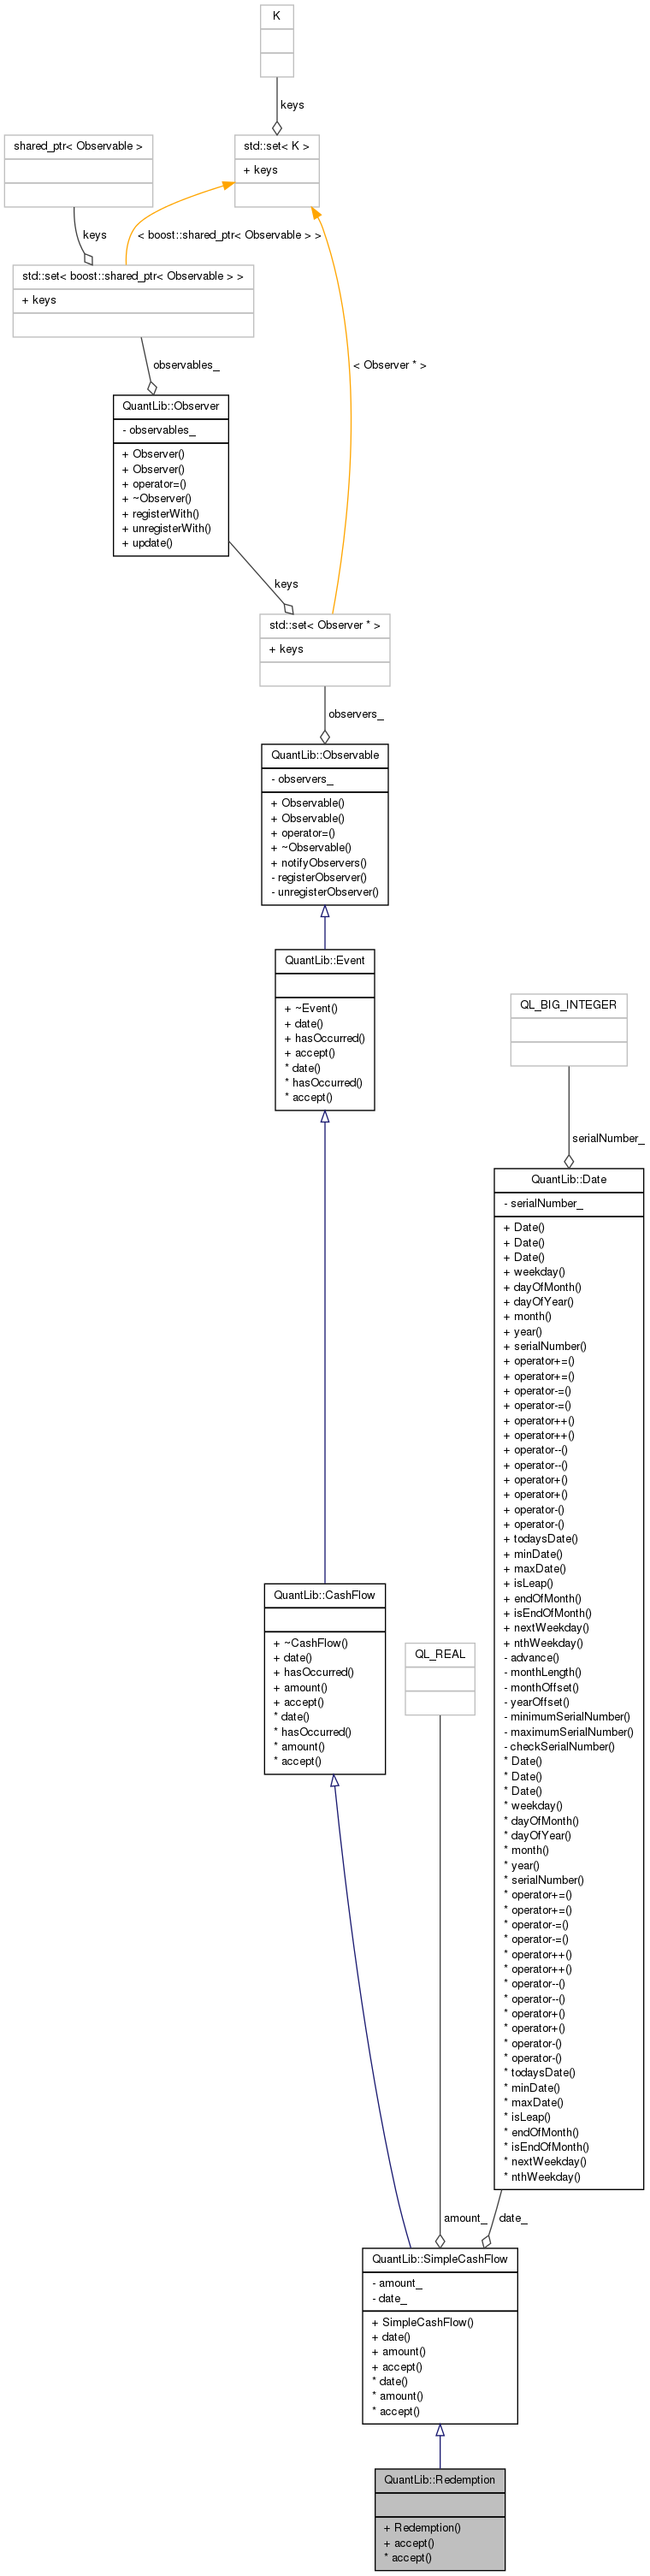 K
keys
shared_ptr< Observable >
std::set< K >
+ keys
keys
< boost::shared_ptr< Observable > >
std::set< boost::shared_ptr< Observable > >
+ keys
observables_
< Observer * >
QuantLib::Observer
- observables_
+ Observer()
+ Observer()
+ operator=()
+ ~Observer()
+ registerWith()
+ unregisterWith()
+ update()
keys
std::set< Observer * >
+ keys
observers_
QuantLib::Observable
- observers_
+ Observable()
+ Observable()
+ operator=()
+ ~Observable()
+ notifyObservers()
- registerObserver()
- unregisterObserver()
QuantLib::Event
+ ~Event()
+ date()
+ hasOccurred()
+ accept()
* date()
* hasOccurred()
* accept()
QL_BIG_INTEGER
serialNumber_
QuantLib::Date
- serialNumber_
+ Date()
+ Date()
+ Date()
+ weekday()
+ dayOfMonth()
+ dayOfYear()
+ month()
+ year()
+ serialNumber()
+ operator+=()
+ operator+=()
+ operator-=()
+ operator-=()
+ operator++()
+ operator++()
+ operator--()
+ operator--()
+ operator+()
+ operator+()
+ operator-()
+ operator-()
+ todaysDate()
+ minDate()
+ maxDate()
+ isLeap()
+ endOfMonth()
+ isEndOfMonth()
+ nextWeekday()
+ nthWeekday()
- advance()
- monthLength()
- monthOffset()
- yearOffset()
- minimumSerialNumber()
- maximumSerialNumber()
- checkSerialNumber()
* Date()
* Date()
* Date()
* weekday()
* dayOfMonth()
* dayOfYear()
* month()
* year()
* serialNumber()
* operator+=()
* operator+=()
* operator-=()
* operator-=()
* operator++()
* operator++()
* operator--()
* operator--()
* operator+()
* operator+()
* operator-()
* operator-()
* todaysDate()
* minDate()
* maxDate()
* isLeap()
* endOfMonth()
* isEndOfMonth()
* nextWeekday()
* nthWeekday()
QuantLib::CashFlow
+ ~CashFlow()
+ date()
+ hasOccurred()
+ amount()
+ accept()
* date()
* hasOccurred()
* amount()
* accept()
QL_REAL
amount_
date_
QuantLib::SimpleCashFlow
- amount_
- date_
+ SimpleCashFlow()
+ date()
+ amount()
+ accept()
* date()
* amount()
* accept()
QuantLib::Redemption
+ Redemption()
+ accept()
* accept()